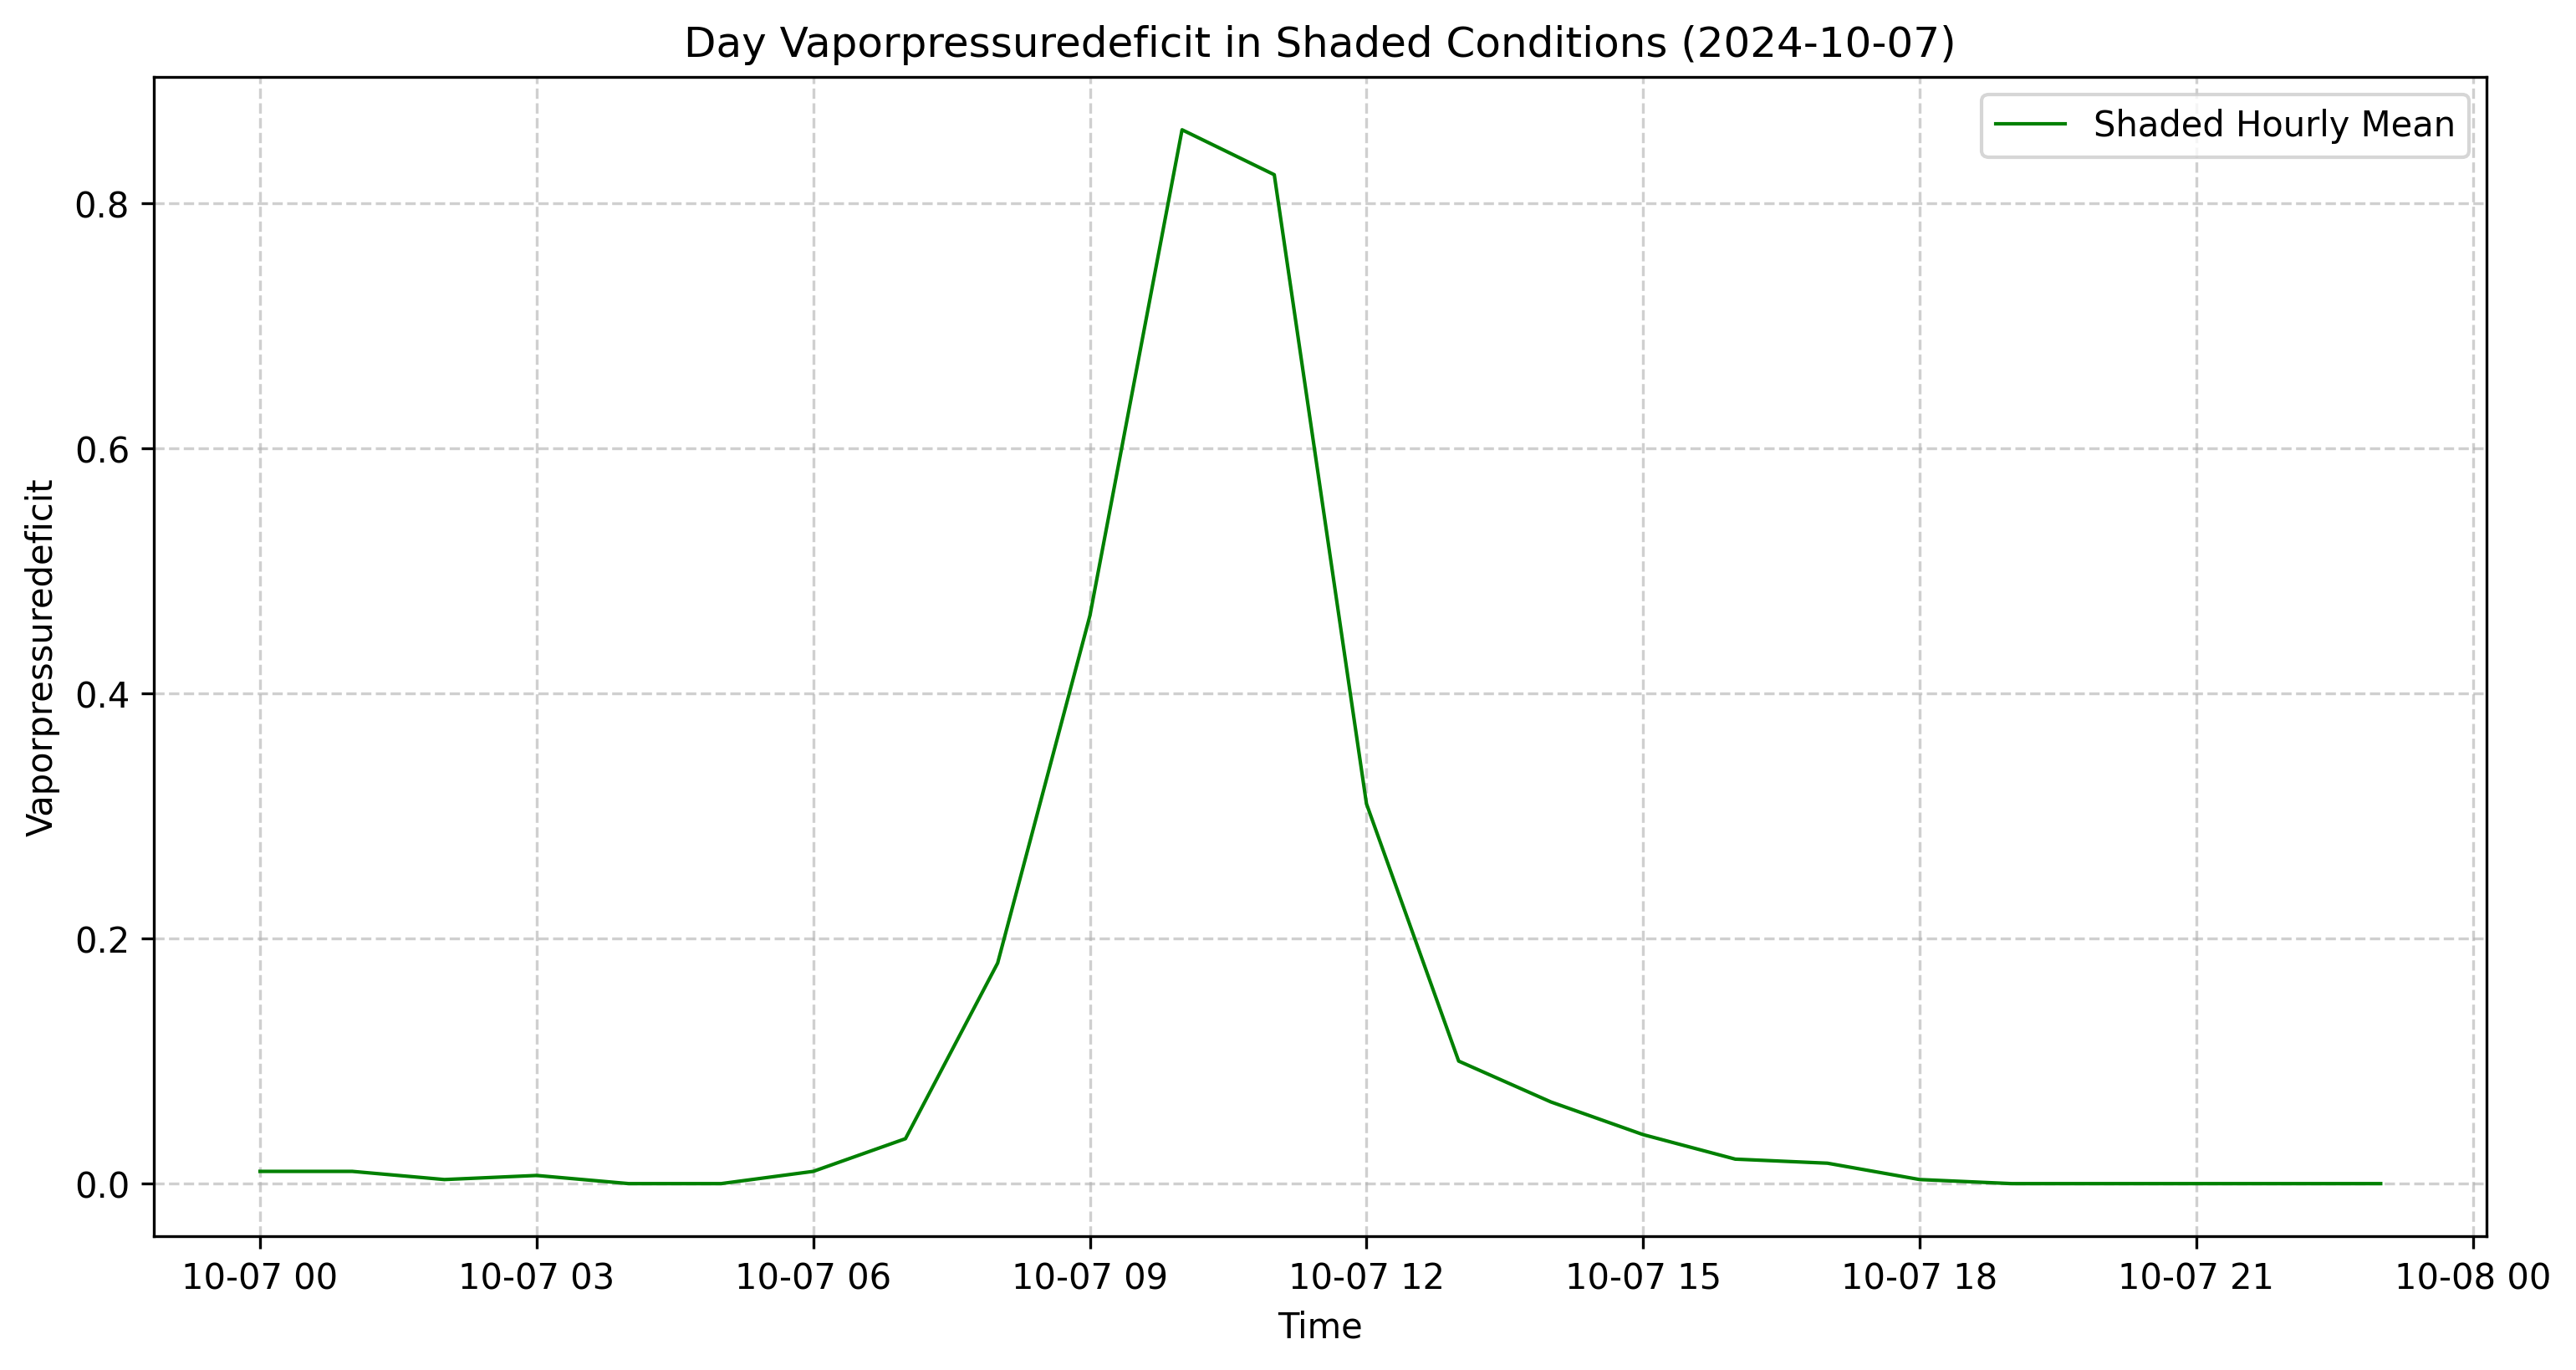 Day Vaporpressuredeficit in Shaded Conditions (2024-10-07)
Shaded Hourly Mean
Vaporpressuredeficit
0.8
0.6
0.4
0.2
0.0
10-07 00 10-07 03 10-07 06 10-07 09 10-07 12 10-07 15 10-07 18 10-07 21 10-08 00
Time